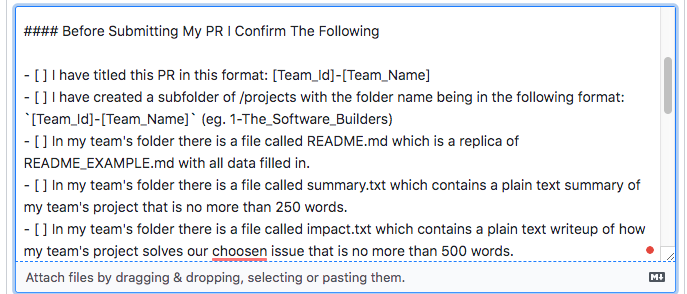 #### Before Submitting My PR I Confirm The Following
- [ ] I have titled this PR in this format: [Team_Id]-[Team_Name]
- [ ] I have created a subfolder of /projects with the folder name being in the following format:
`[Team_Id]-[Team_Name]` (eg. 1-The_Software_Builders)
- [ ] In my team's folder there is a file called README.md which is a replica of
README_EXAMPLE.md with all data filled in.
- [ ] In my team's folder there is a file called summary.txt which contains a plain text summary of
my team's project that is no more than 250 words.
- [ ] In my team's folder there is a file called impact.txt which contains a plain text writeup of how
my team's project solves our choosen issue that is no more than 500 words.
Attach files by dragging & dropping, selecting or pasting them.